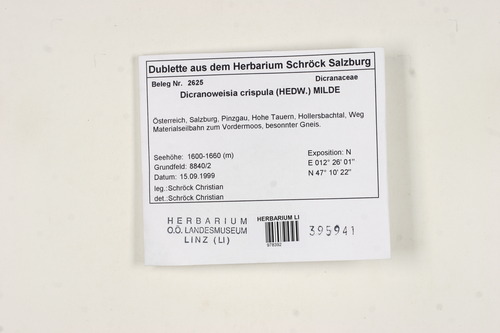 Dublette aus dem Herbarium Schröck Salzburg
Beleg Nr. 2625 Dicranaceae
Dicranoweisia crispula (HEDW.) MILDE
Österreich, Salzburg, Pinzgau, Hohe Tauern, Hollersbachtal, Weg
Materialseilbahn zum Vordermoos, besonnter Gneis.
Seehöhe: 1600-1660 (m) Exposition: N
Grundfeld: 8840/2 E 012° 26' 01"
Datum: 15.09.1999 N 47° 10' 22"
leg.:Schröck Christian
det.:Schröck Christian
HERBARIUM
O.Ö. LANDESMUSEUM
LINZ (LI)
HERBARIUM LI
395941